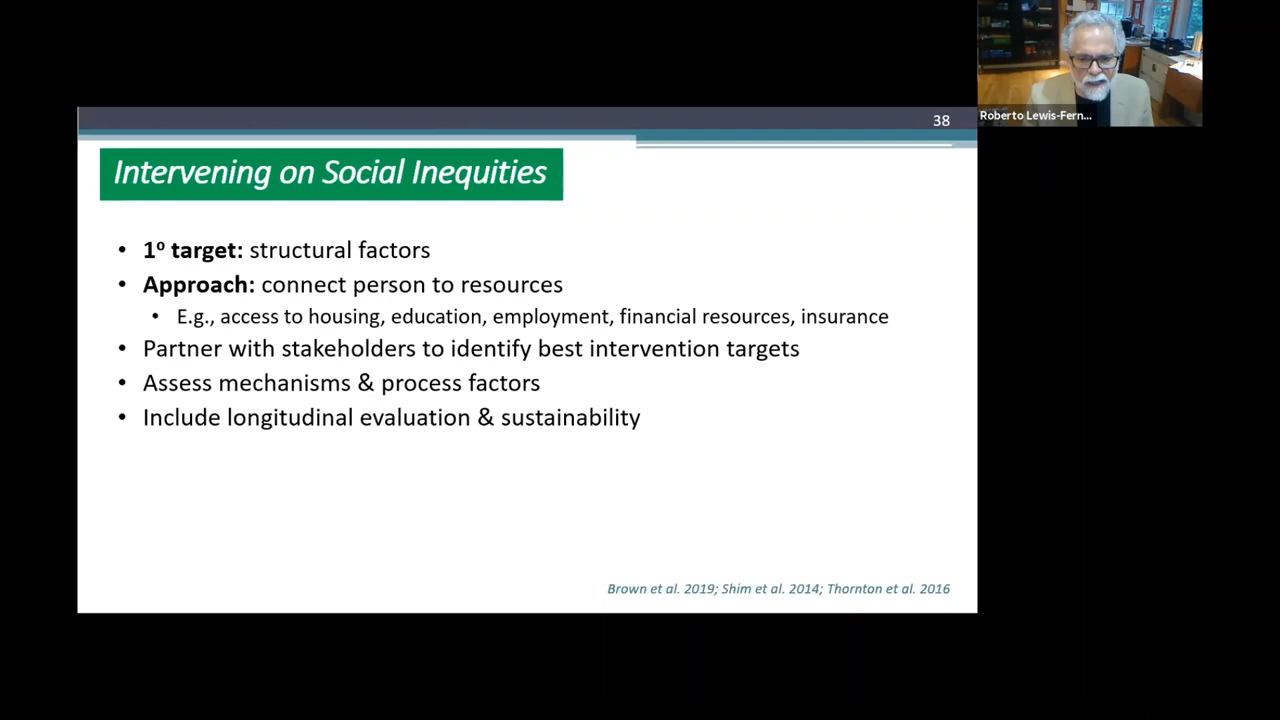 38
Roberto Lewis-Fern...
Intervening on Social Inequities
• 1º target: structural factors
• Approach: connect person to resources
• E.g., access to housing, education, employment, financial resources, insurance
• Partner with stakeholders to identify best intervention targets
• Assess mechanisms & process factors
• Include longitudinal evaluation & sustainability
Brown et al. 2019; Shim et al. 2014; Thornton et al. 2016